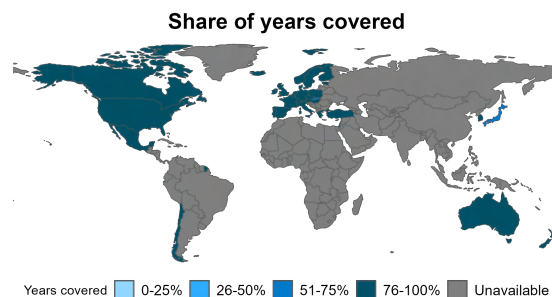 Share of years covered
Years covered 0-25% 26-50% 51-75% 76-100% Unavailable